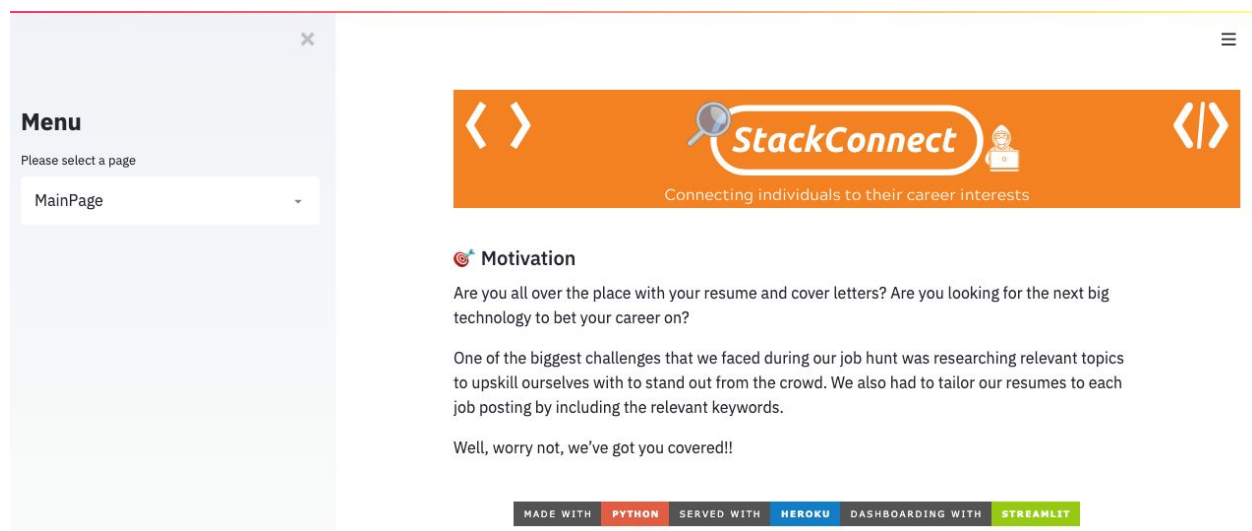 Menu
Please select a page
MainPage
StackConnect
Connecting individuals to their career interests
Motivation
Are you all over the place with your resume and cover letters? Are you looking for the next big
technology to bet your career on?
One of the biggest challenges that we faced during our job hunt was researching relevant topics
to upskill ourselves with to stand out from the crowd. We also had to tailor our resumes to each
job posting by including the relevant keywords.
Well, worry not, we’ve got you covered!!
MADE WITH PYTHON SERVED WITH HEROKU DASHBOARDING WITH STREAMLIT